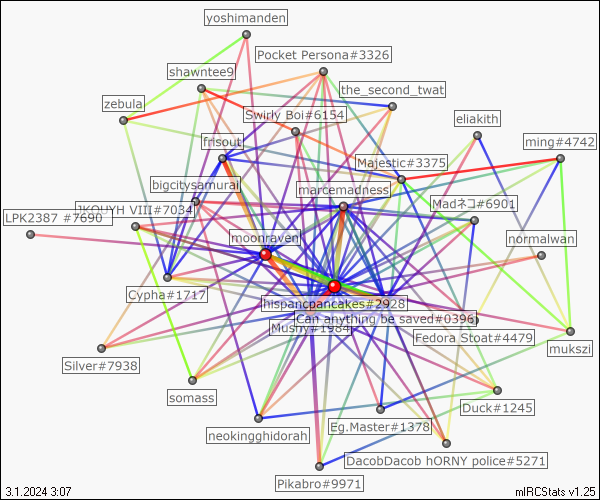 yoshimanden
Pocket Persona#3326
shawntee9
the_second_twat
zebula
Swirly Boi#6154
eliakith
frisout
ming#4742
Majestic#3375
bigcitysamurai
marcemadness
LPK2387 #7690
JKOUYH VIII#7034
Madネコ#6901
moonraven
normalwan
Cypha#1717
hispancpancakes#2928
Can anything be saved#0396
Mushy#1984
Fedora Stoat#4479
mukszi
Silver#7938
somass
Duck#1245
neokingghidorah
Eg.Master#1378
DacobDacob hORNY police#5271
Pikabro#9971
3.1.2024 3:07
mIRCStats v1.25